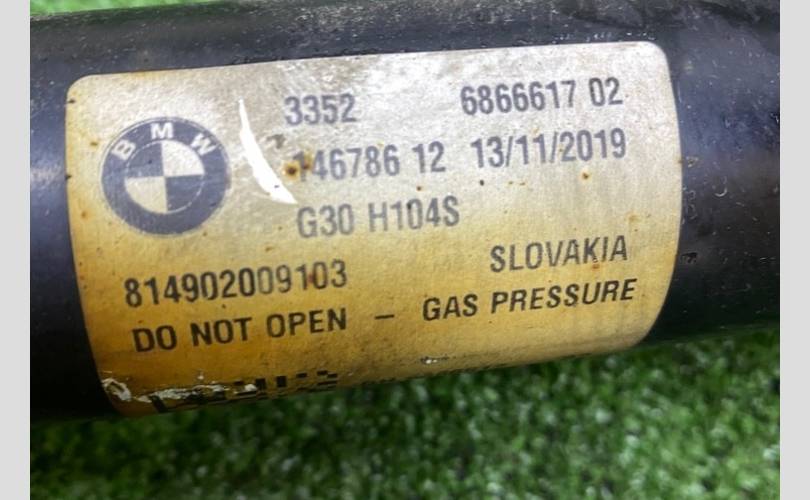 BMW
3352 6866617 02
146786 12 13/11/2019
G30 H104S
814902009103 SLOVAKIA
DO NOT OPEN – GAS PRESSURE